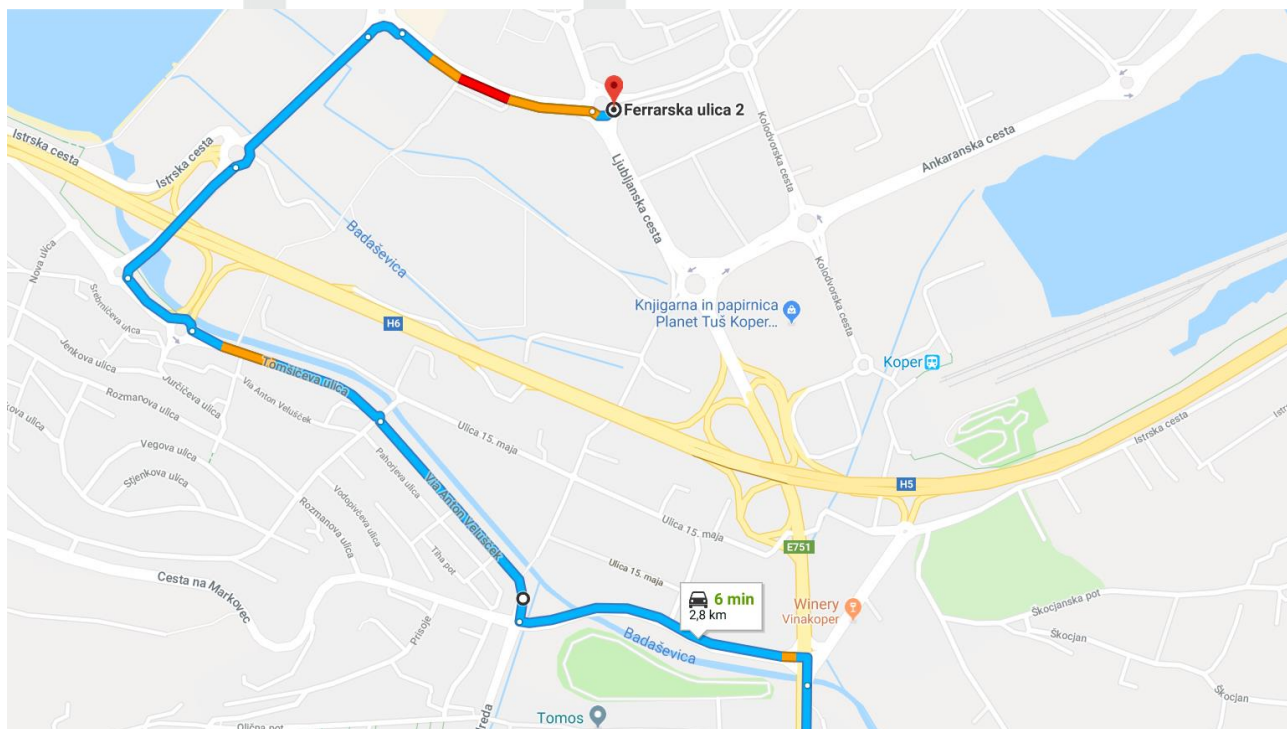 Ferrarska ulica 2
Istrska cesta
Istrska cesta
Ljubljanska cesta
Kolodvorska cesta
Ankaranska cesta
Badaševica
Nova ulica
Kolodvorska cesta
Srebrničeva ulica
Knjigarna in papirnica
Planet Tuš Koper...
H6
Jenkova ulica
Tomšičeva ulica
Koper
Jurčičeva ulica
Via Anton Velušček
Rozmanova ulica
kova ulica
Ulica 15. maja
Istrska cesta
Vegova ulica
Pahorjeva ulica
Stjenkova ulica
Via Anton Velušček
H5
Vodopivčeva ulica
Rozmanova ulica
Ulica 15. maja
E751
Tiha pot
Ulica 15. maja
Cesta na Markovec
6 min
2,8 km
Winery
Vinakoper
Škocjanska pot
Prisoje
Badaševica
Škocjan
Škocjan
Tomos
Olična pot